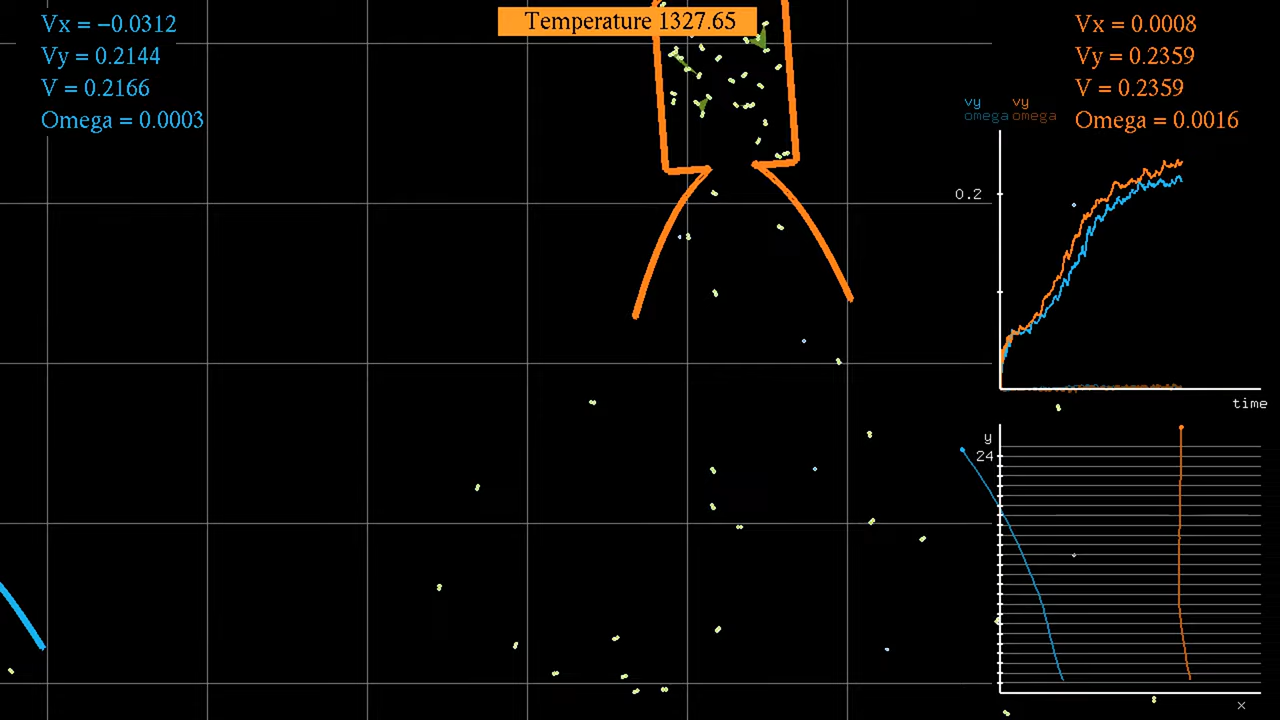 Vx = −0.0312
Vy = 0.2144
V = 0.2166
Omega = 0.0003
Temperature 1327.65
Vx = 0.0008
Vy = 0.2359
V = 0.2359
Omega = 0.0016
vy vy
omega omega
0.2
time
y
24
x